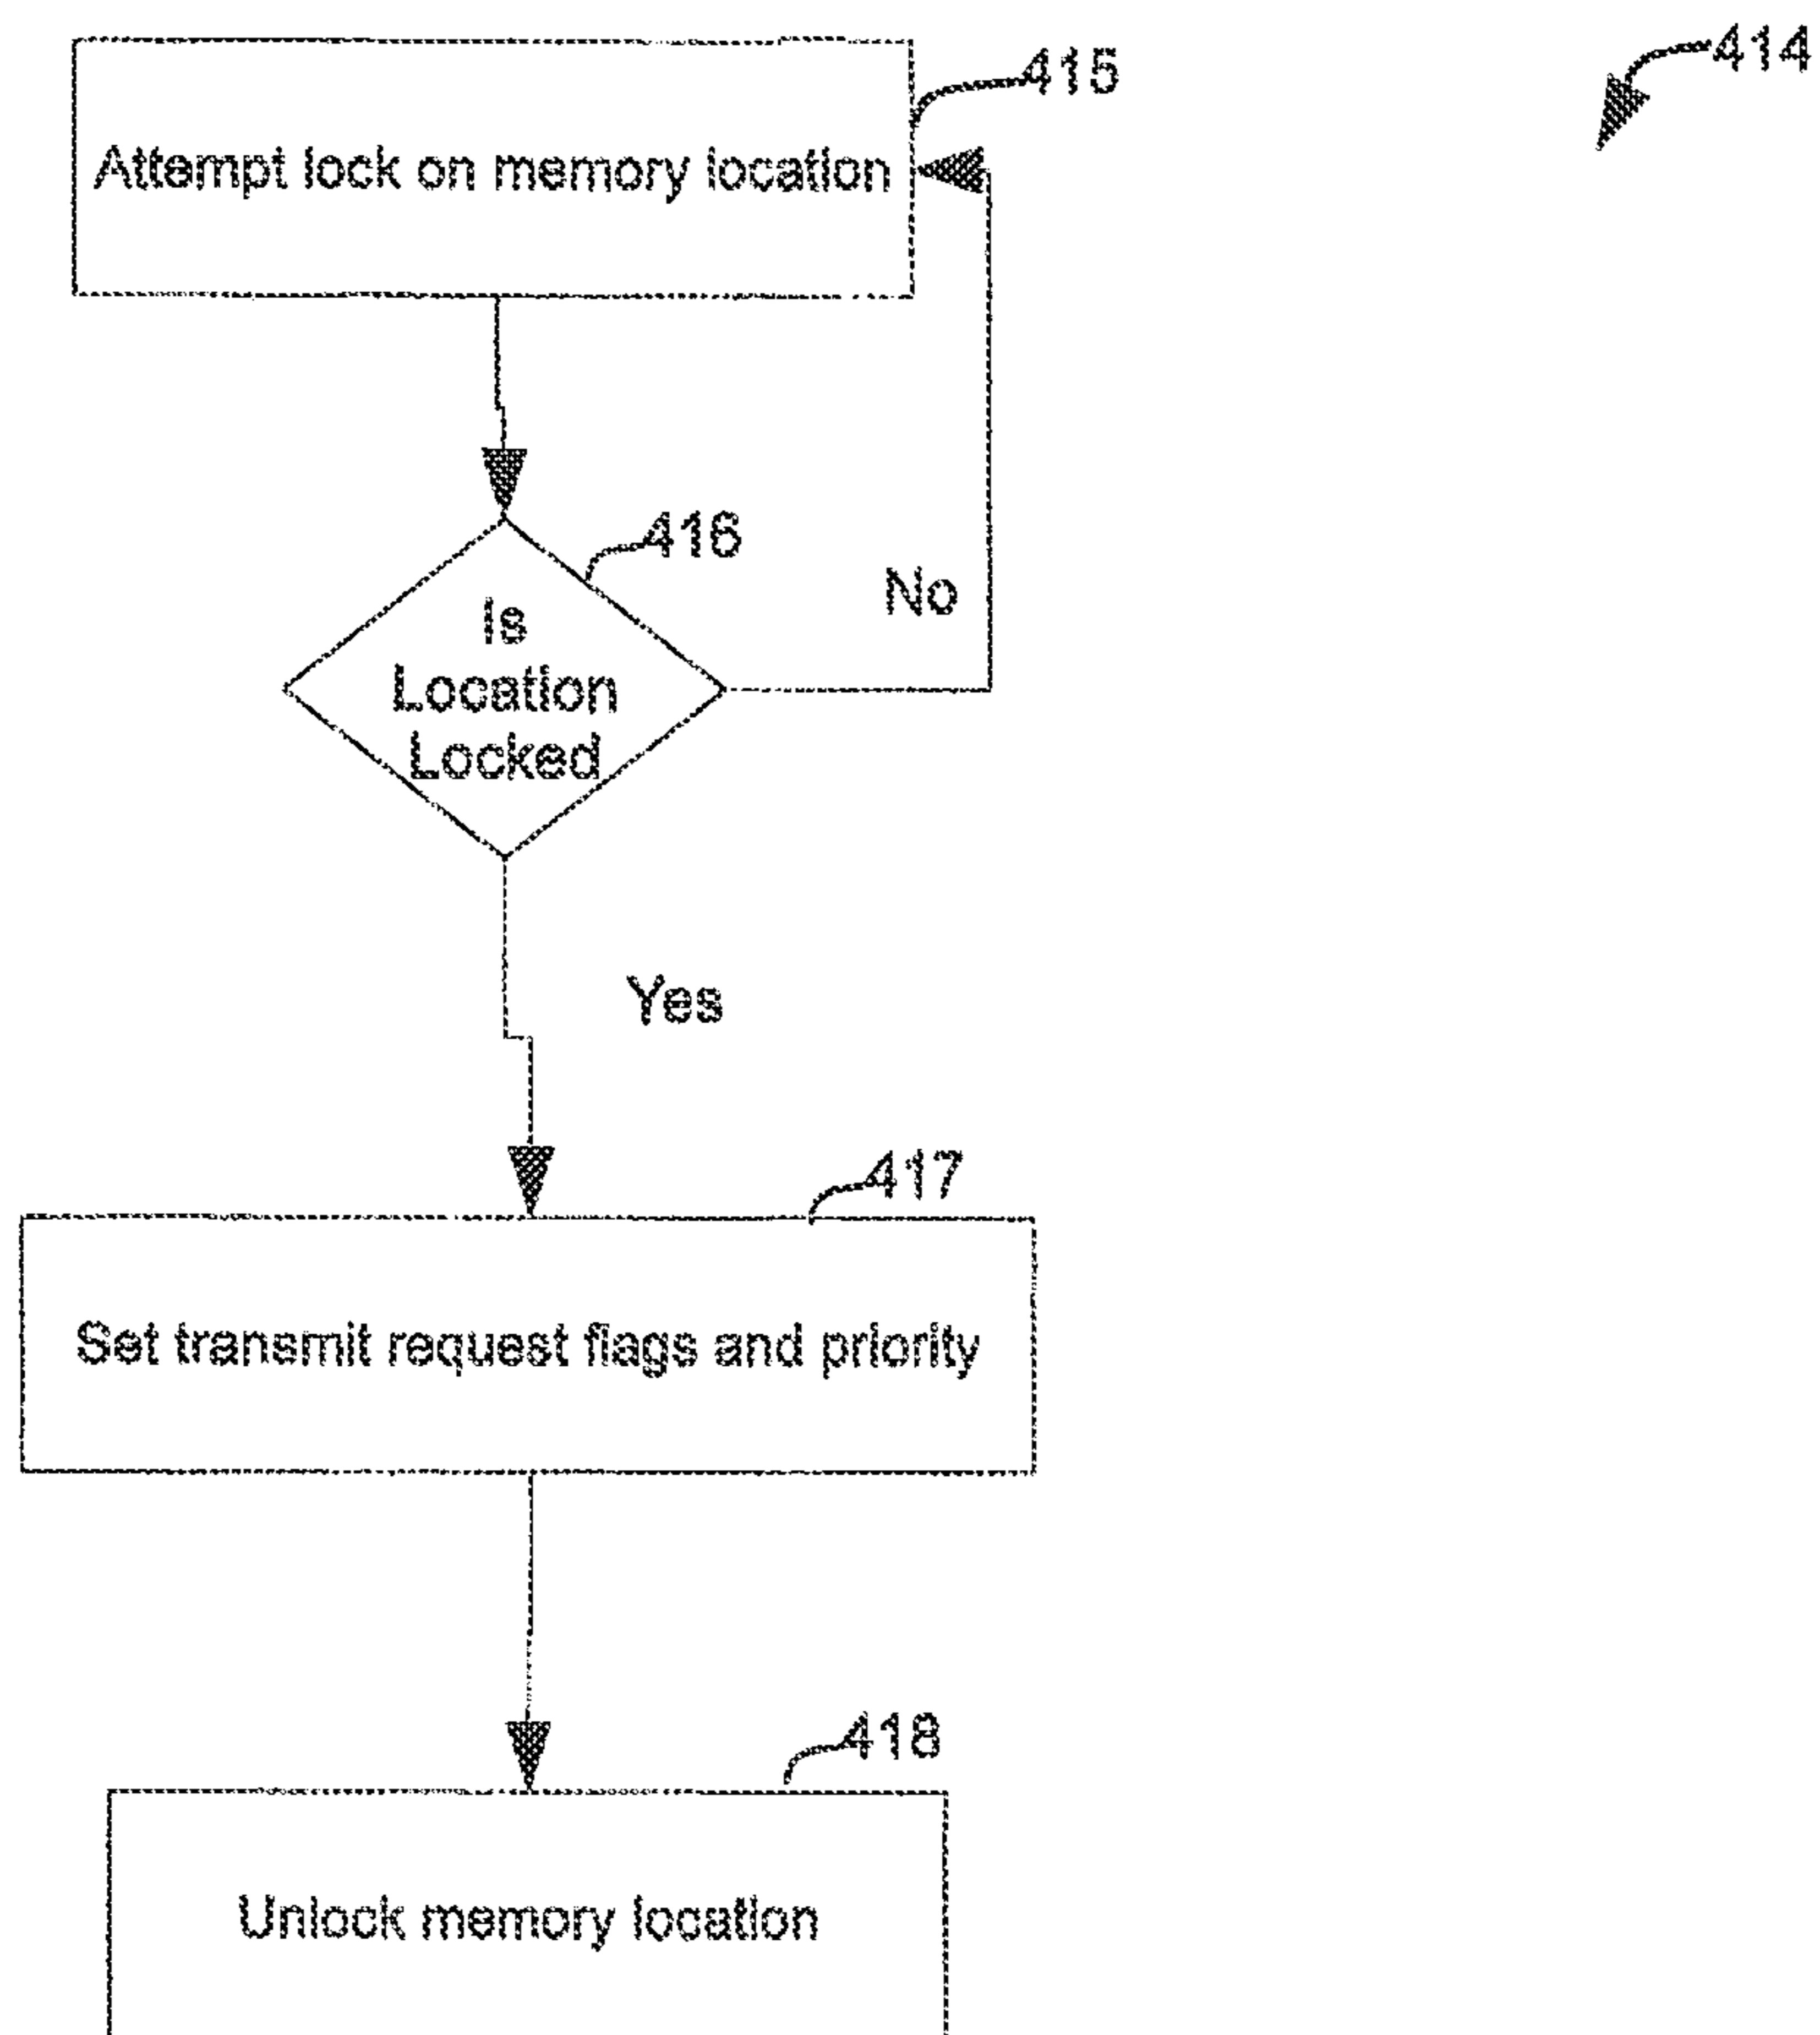 414
415
Attempt lock on memory location
416
Is
Location
Locked
No
Yes
417
Set transmit request flags and priority
418
Unlock memory location